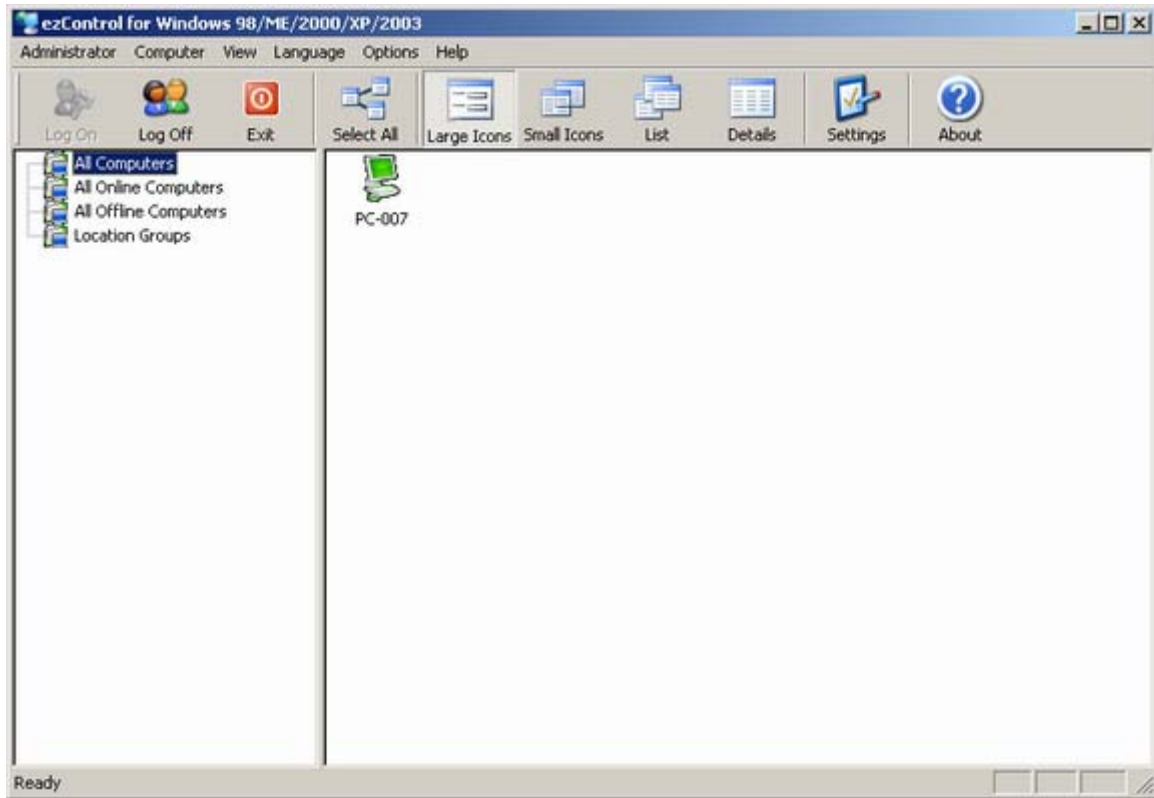 ezControl for Windows 98/ME/2000/XP/2003
Administrator Computer View Language Options Help
Log On Log Off Exit Select All Large Icons Small Icons List Details Settings About
All Computers
All Online Computers
All Offline Computers
Location Groups
PC-007
Ready